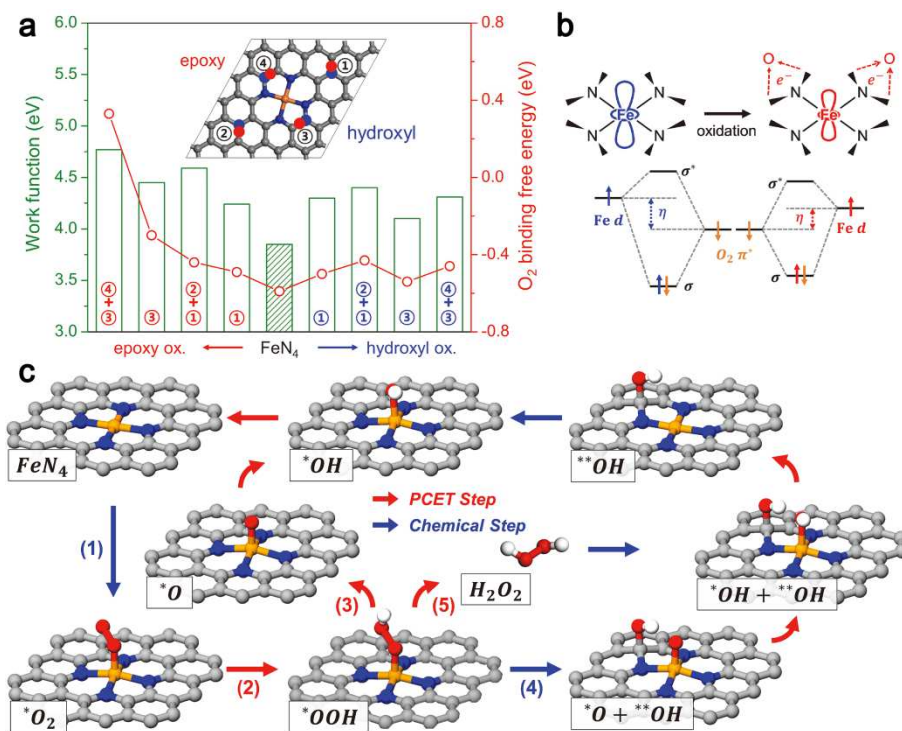 a
Work function (eV)
6.0
5.5
5.0
4.5
4.0
3.5
3.0
epoxy
hydroxyl
④
①
②
③
O₂ binding free energy (eV)
0.8
0.4
0.0
-0.4
-0.8
④
+
③
③
②
+
①
①
①
②
+
①
③
④
+
③
epoxy ox. ← FeN₄ → hydroxyl ox.
b
N N
Fe
N N
oxidation
O O
e⁻ e⁻
N N
Fe
N N
σ*
σ*
Fe d
η
η
Fe d
O₂ π*
σ
σ
c
FeN₄
*OH
**OH
PCET Step
Chemical Step
(1)
*O
(3)
(5)
H₂O₂
*OH + **OH
*O₂
(2)
*OOH
(4)
*O + **OH